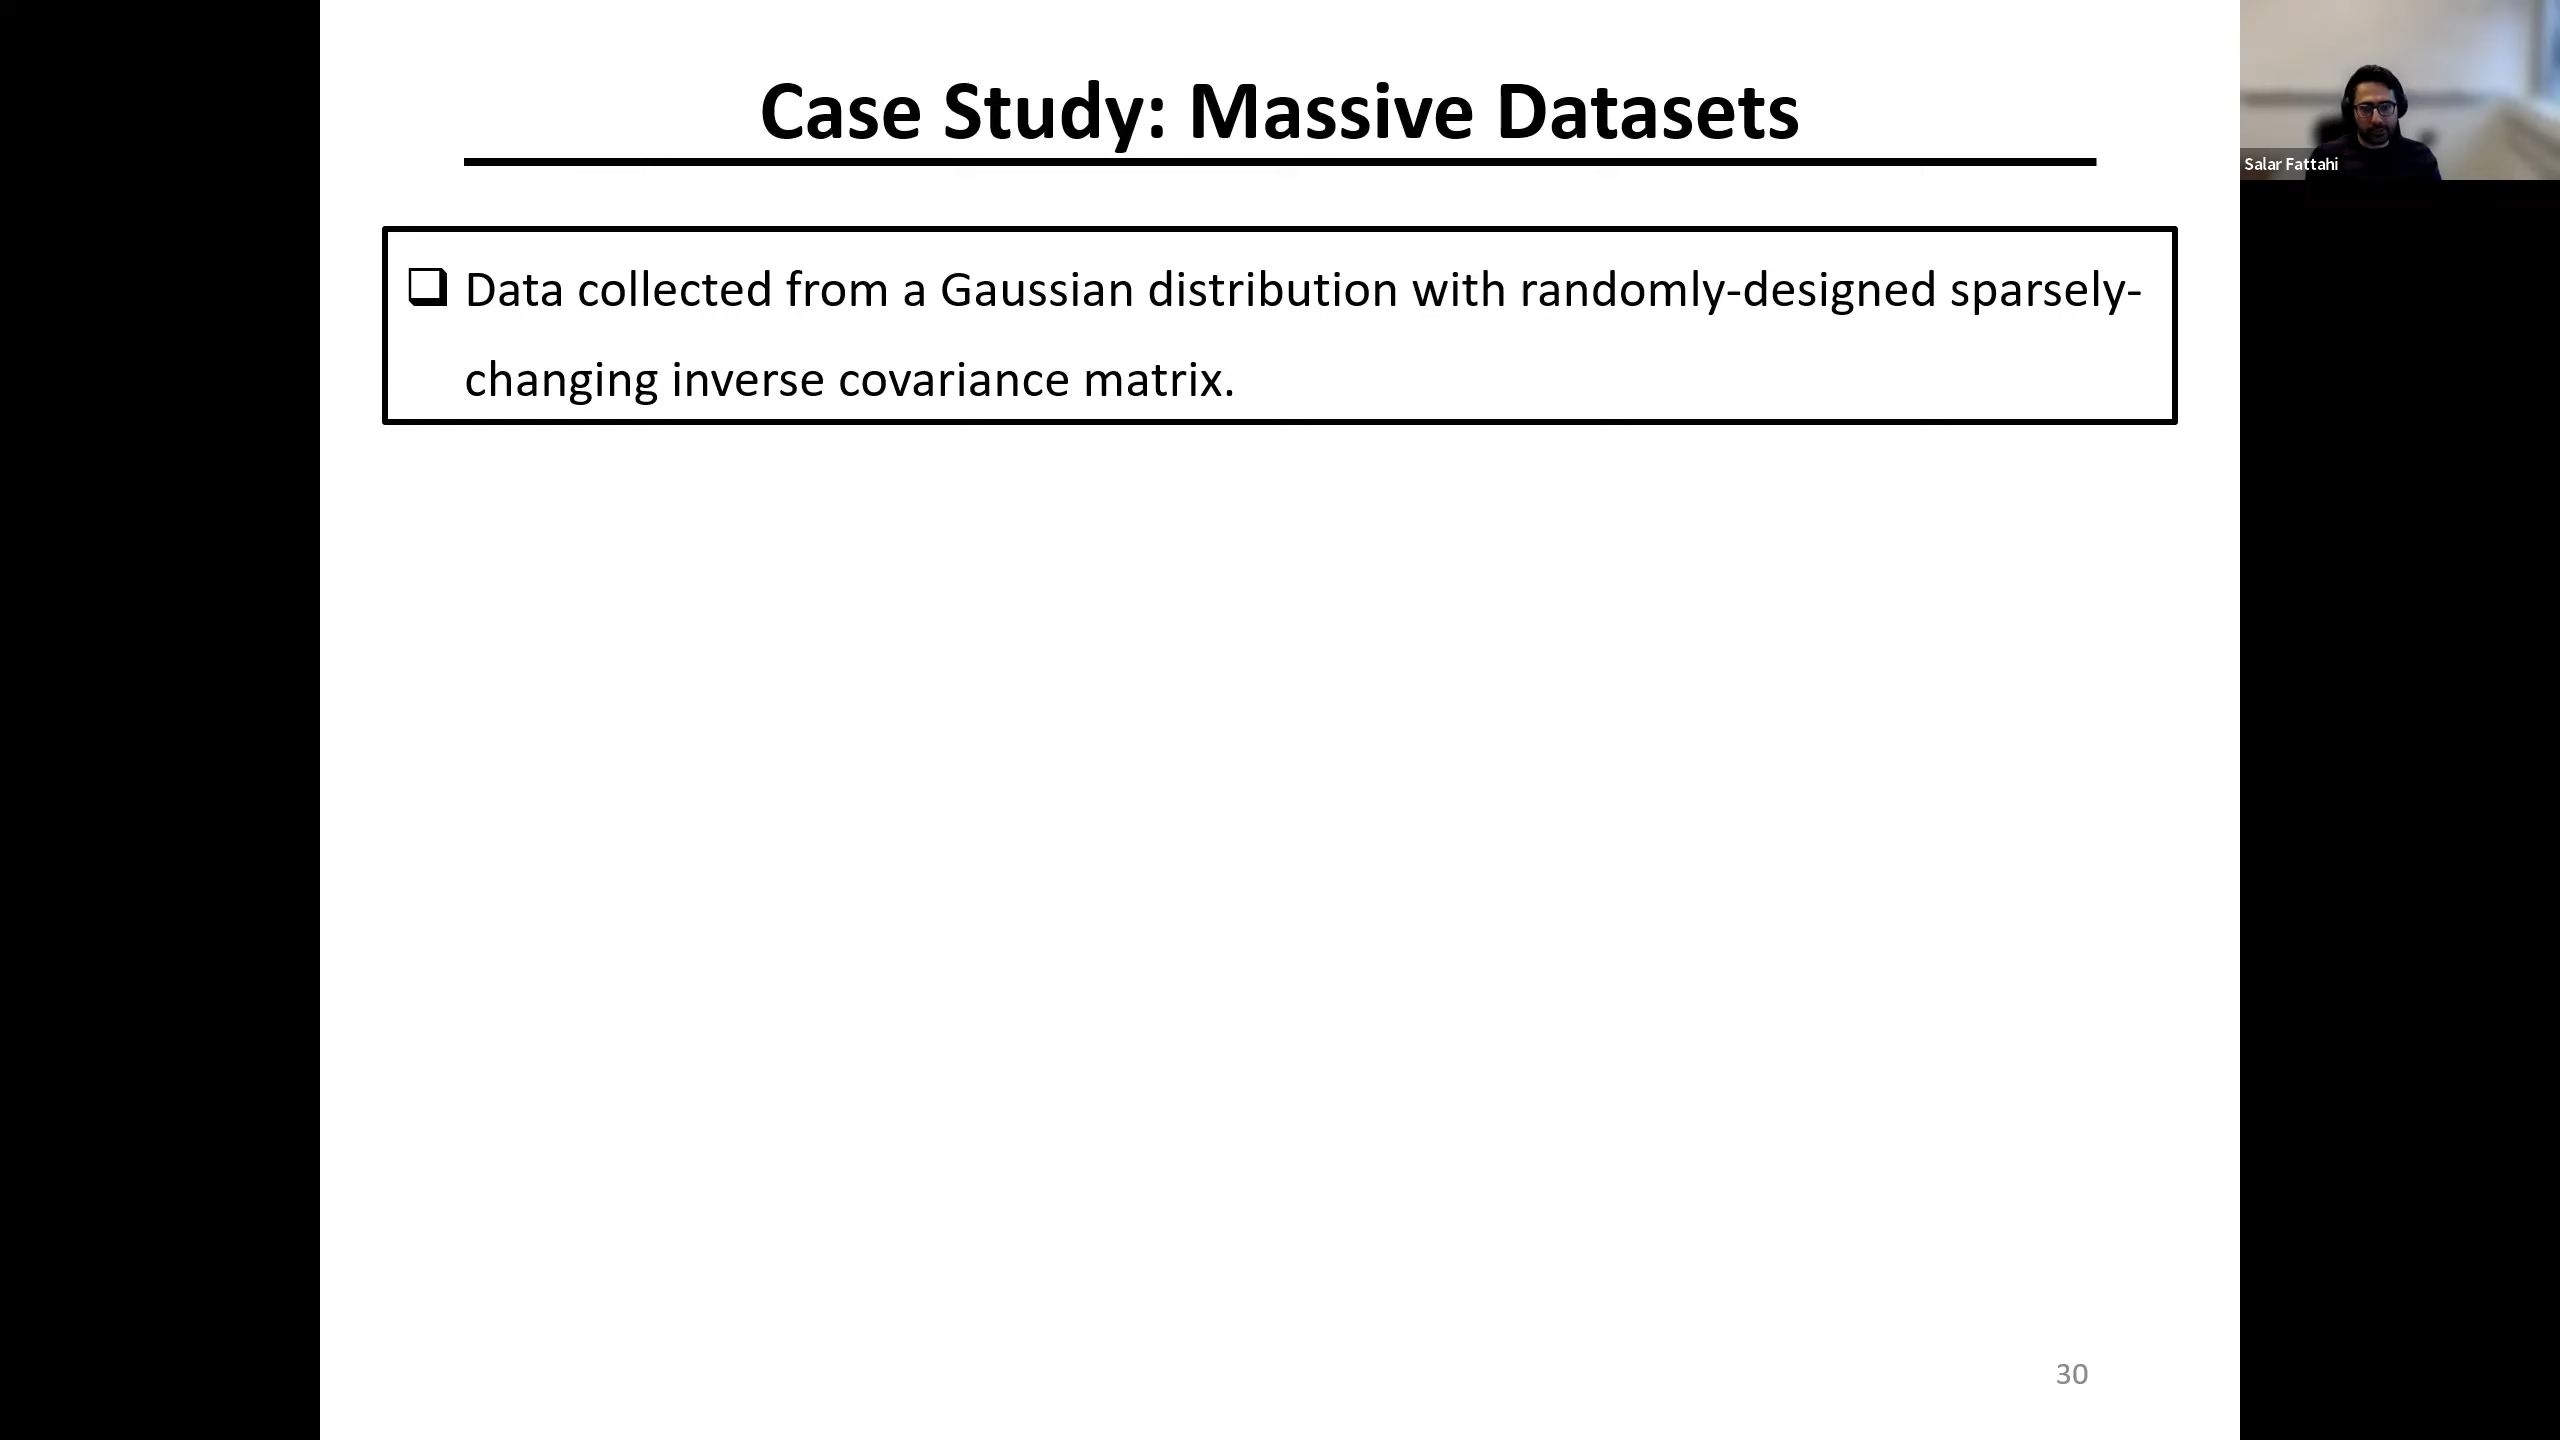 Case Study: Massive Datasets
Salar Fattahi
Data collected from a Gaussian distribution with randomly-designed sparsely-
changing inverse covariance matrix.
30